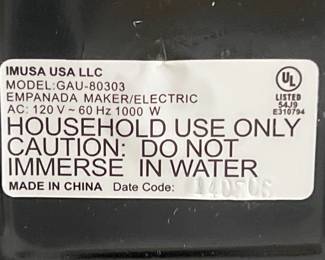 IMUSA USA LLC
MODEL:GAU-80303
EMPANADA MAKER/ELECTRIC
AC: 120 V ~ 60 Hz 1000 W
HOUSEHOLD USE ONLY
CAUTION: DO NOT
IMMERSE IN WATER
MADE IN CHINA Date Code:
UL
LISTED
54J9
E310794